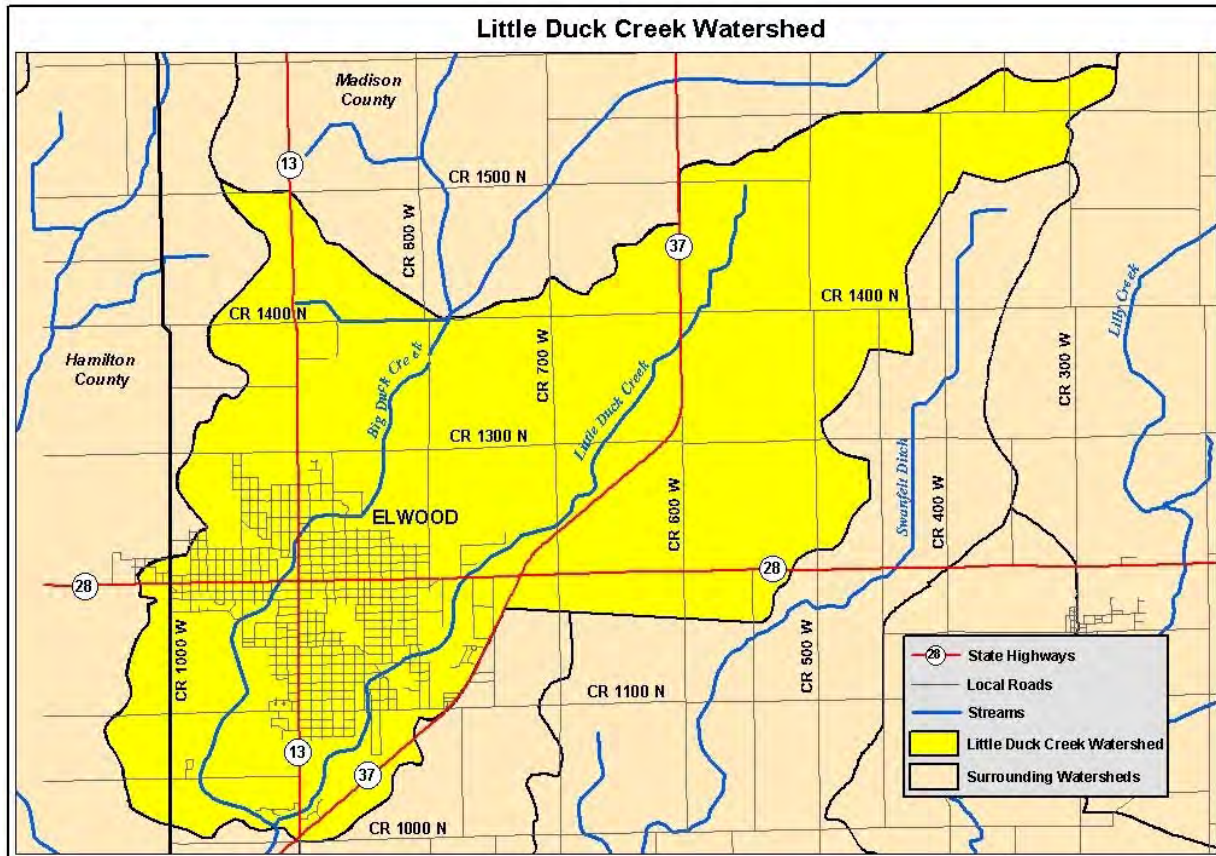 Little Duck Creek Watershed
Madison
County
13
CR 1500 N
CR 800 W
37
CR 1400 N
CR 1400 N
Hamilton
County
Big Duck Creek
CR 700 W
Little Duck Creek
CR 300 W
Lilly Creek
CR 1300 N
Swanfelt Ditch
CR 400 W
ELWOOD
CR 600 W
28
28
CR 1000 W
CR 500 W
CR 1100 N
13
37
CR 1000 N
28 State Highways
Local Roads
Streams
Little Duck Creek Watershed
Surrounding Watersheds